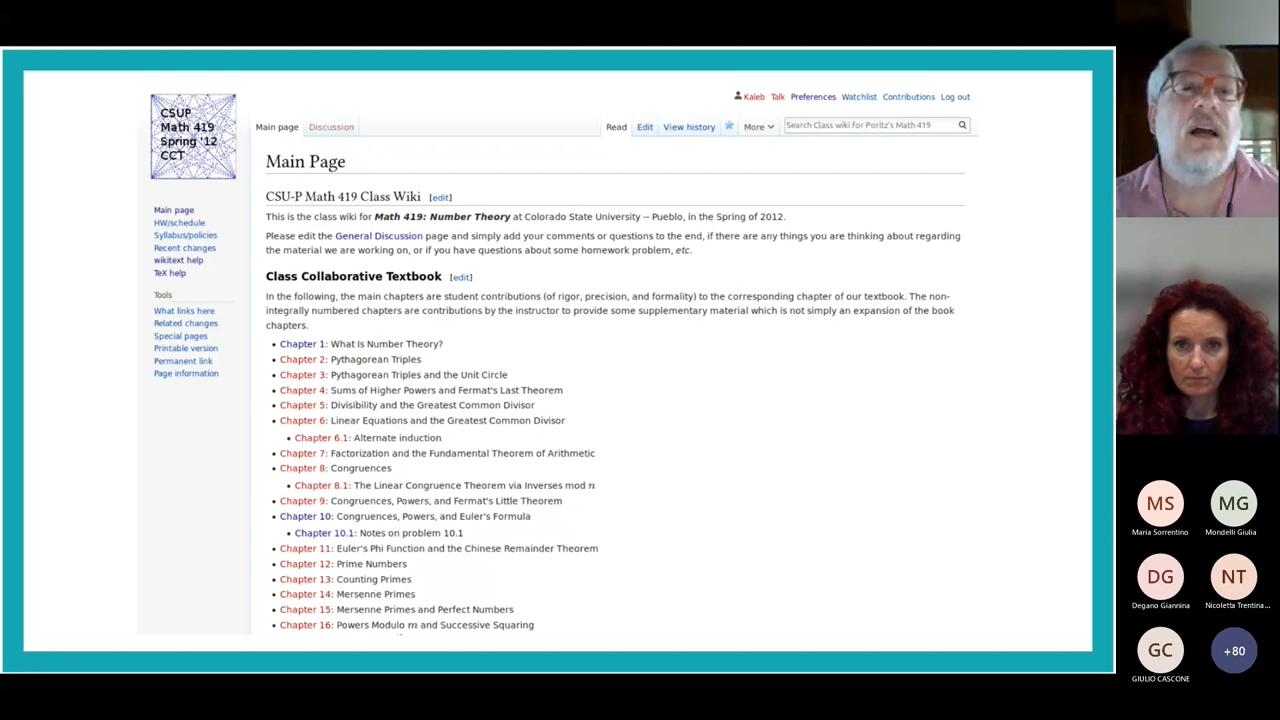 CSUP
Math 419
Spring '12
CCT
Kaleb Talk Preferences Watchlist Contributions Log out
Main page Discussion Read Edit View history More Search Class wiki for Poritz's Math 419
Main Page
CSU-P Math 419 Class Wiki [edit]
This is the class wiki for Math 419: Number Theory at Colorado State University -- Pueblo, in the Spring of 2012.
Please edit the General Discussion page and simply add your comments or questions to the end, if there are any things you are thinking about regarding
the material we are working on, or if you have questions about some homework problem, etc.
Class Collaborative Textbook [edit]
In the following, the main chapters are student contributions (of rigor, precision, and formality) to the corresponding chapter of our textbook. The non-
integrally numbered chapters are contributions by the instructor to provide some supplementary material which is not simply an expansion of the book
chapters.
• Chapter 1: What Is Number Theory?
• Chapter 2: Pythagorean Triples
• Chapter 3: Pythagorean Triples and the Unit Circle
• Chapter 4: Sums of Higher Powers and Fermat's Last Theorem
• Chapter 5: Divisibility and the Greatest Common Divisor
• Chapter 6: Linear Equations and the Greatest Common Divisor
• Chapter 6.1: Alternate induction
• Chapter 7: Factorization and the Fundamental Theorem of Arithmetic
• Chapter 8: Congruences
• Chapter 8.1: The Linear Congruence Theorem via Inverses mod n
• Chapter 9: Congruences, Powers, and Fermat's Little Theorem
• Chapter 10: Congruences, Powers, and Euler's Formula
• Chapter 10.1: Notes on problem 10.1
• Chapter 11: Euler's Phi Function and the Chinese Remainder Theorem
• Chapter 12: Prime Numbers
• Chapter 13: Counting Primes
• Chapter 14: Mersenne Primes
• Chapter 15: Mersenne Primes and Perfect Numbers
• Chapter 16: Powers Modulo m and Successive Squaring
Main page
HW/schedule
Syllabus/policies
Recent changes
wikitext help
TeX help
Tools
What links here
Related changes
Special pages
Printable version
Permanent link
Page information
MS MG
Maria Sorrentino Mondelli Giulia
DG NT
Degano Giannina Nicoletta Trentina...
GC +80
GIULIO CASCONE